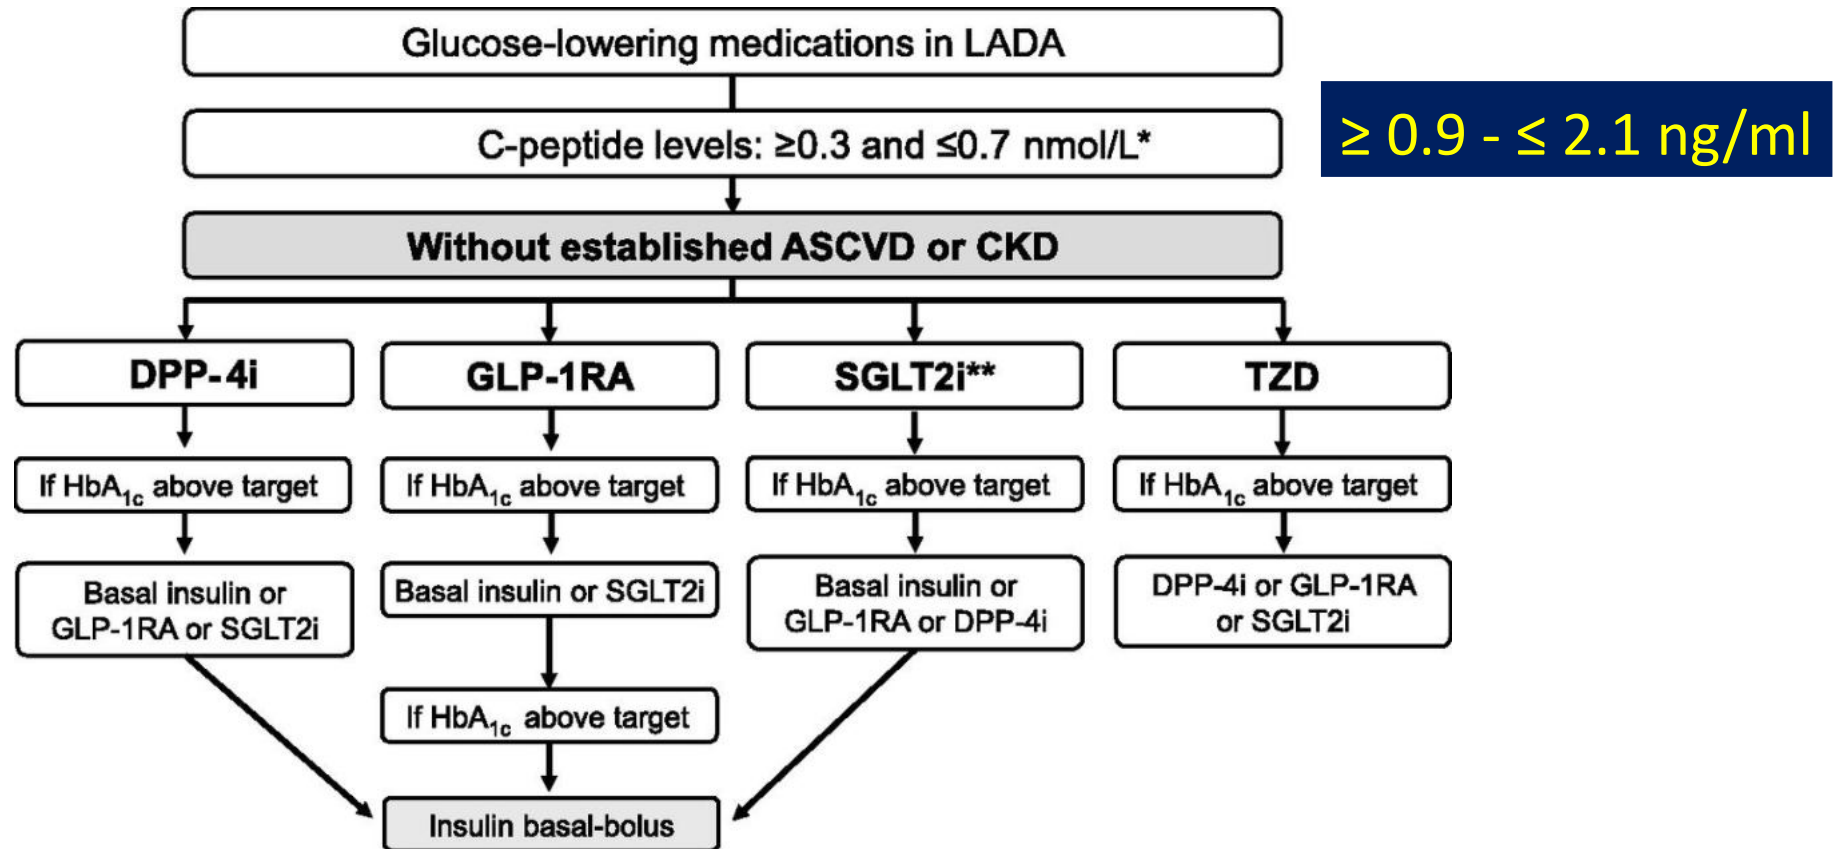 Glucose-lowering medications in LADA
C-peptide levels: ≥0.3 and ≤0.7 nmol/L*
≥ 0.9 - ≤ 2.1 ng/ml
Without established ASCVD or CKD
DPP-4i
GLP-1RA
SGLT2i**
TZD
If HbA1c above target
If HbA1c above target
If HbA1c above target
If HbA1c above target
Basal insulin or
GLP-1RA or SGLT2i
Basal insulin or SGLT2i
Basal insulin or
GLP-1RA or DPP-4i
DPP-4i or GLP-1RA
or SGLT2i
If HbA1c above target
Insulin basal-bolus